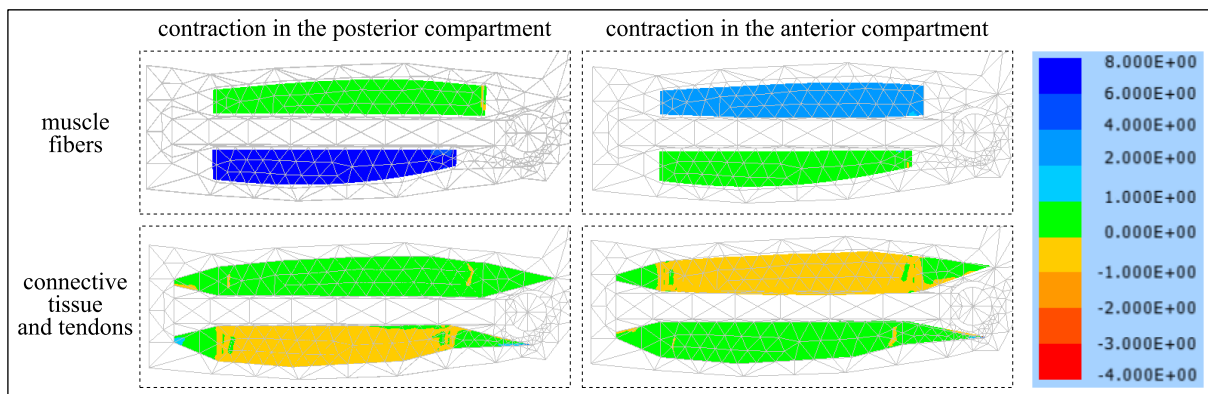 contraction in the posterior compartment
contraction in the anterior compartment
muscle
fibers
connective
tissue
and tendons
8.000E+00
6.000E+00
4.000E+00
2.000E+00
1.000E+00
0.000E+00
-1.000E+00
-2.000E+00
-3.000E+00
-4.000E+00